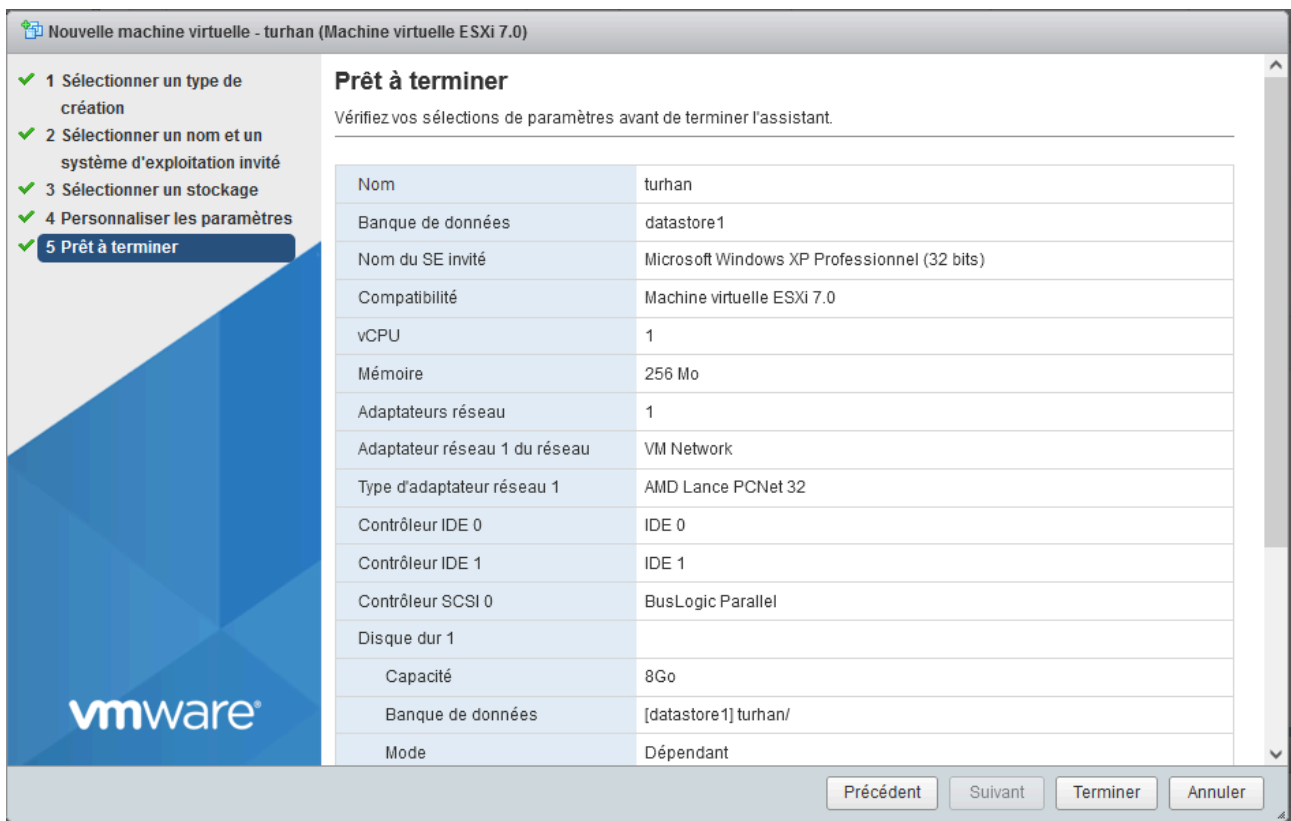 Nouvelle machine virtuelle - turhan (Machine virtuelle ESXi 7.0)
1 Sélectionner un type de
création
2 Sélectionner un nom et un
système d'exploitation invité
3 Sélectionner un stockage
4 Personnaliser les paramètres
5 Prêt à terminer
vmware®
Prêt à terminer
Vérifiez vos sélections de paramètres avant de terminer l'assistant.
Nom turhan
Banque de données datastore1
Nom du SE invité Microsoft Windows XP Professionnel (32 bits)
Compatibilité Machine virtuelle ESXi 7.0
vCPU 1
Mémoire 256 Mo
Adaptateurs réseau 1
Adaptateur réseau 1 du réseau VM Network
Type d'adaptateur réseau 1 AMD Lance PCNet 32
Contrôleur IDE 0 IDE 0
Contrôleur IDE 1 IDE 1
Contrôleur SCSI 0 BusLogic Parallel
Disque dur 1
Capacité 8Go
Banque de données [datastore1] turhan/
Mode Dépendant
Précédent Suivant Terminer Annuler